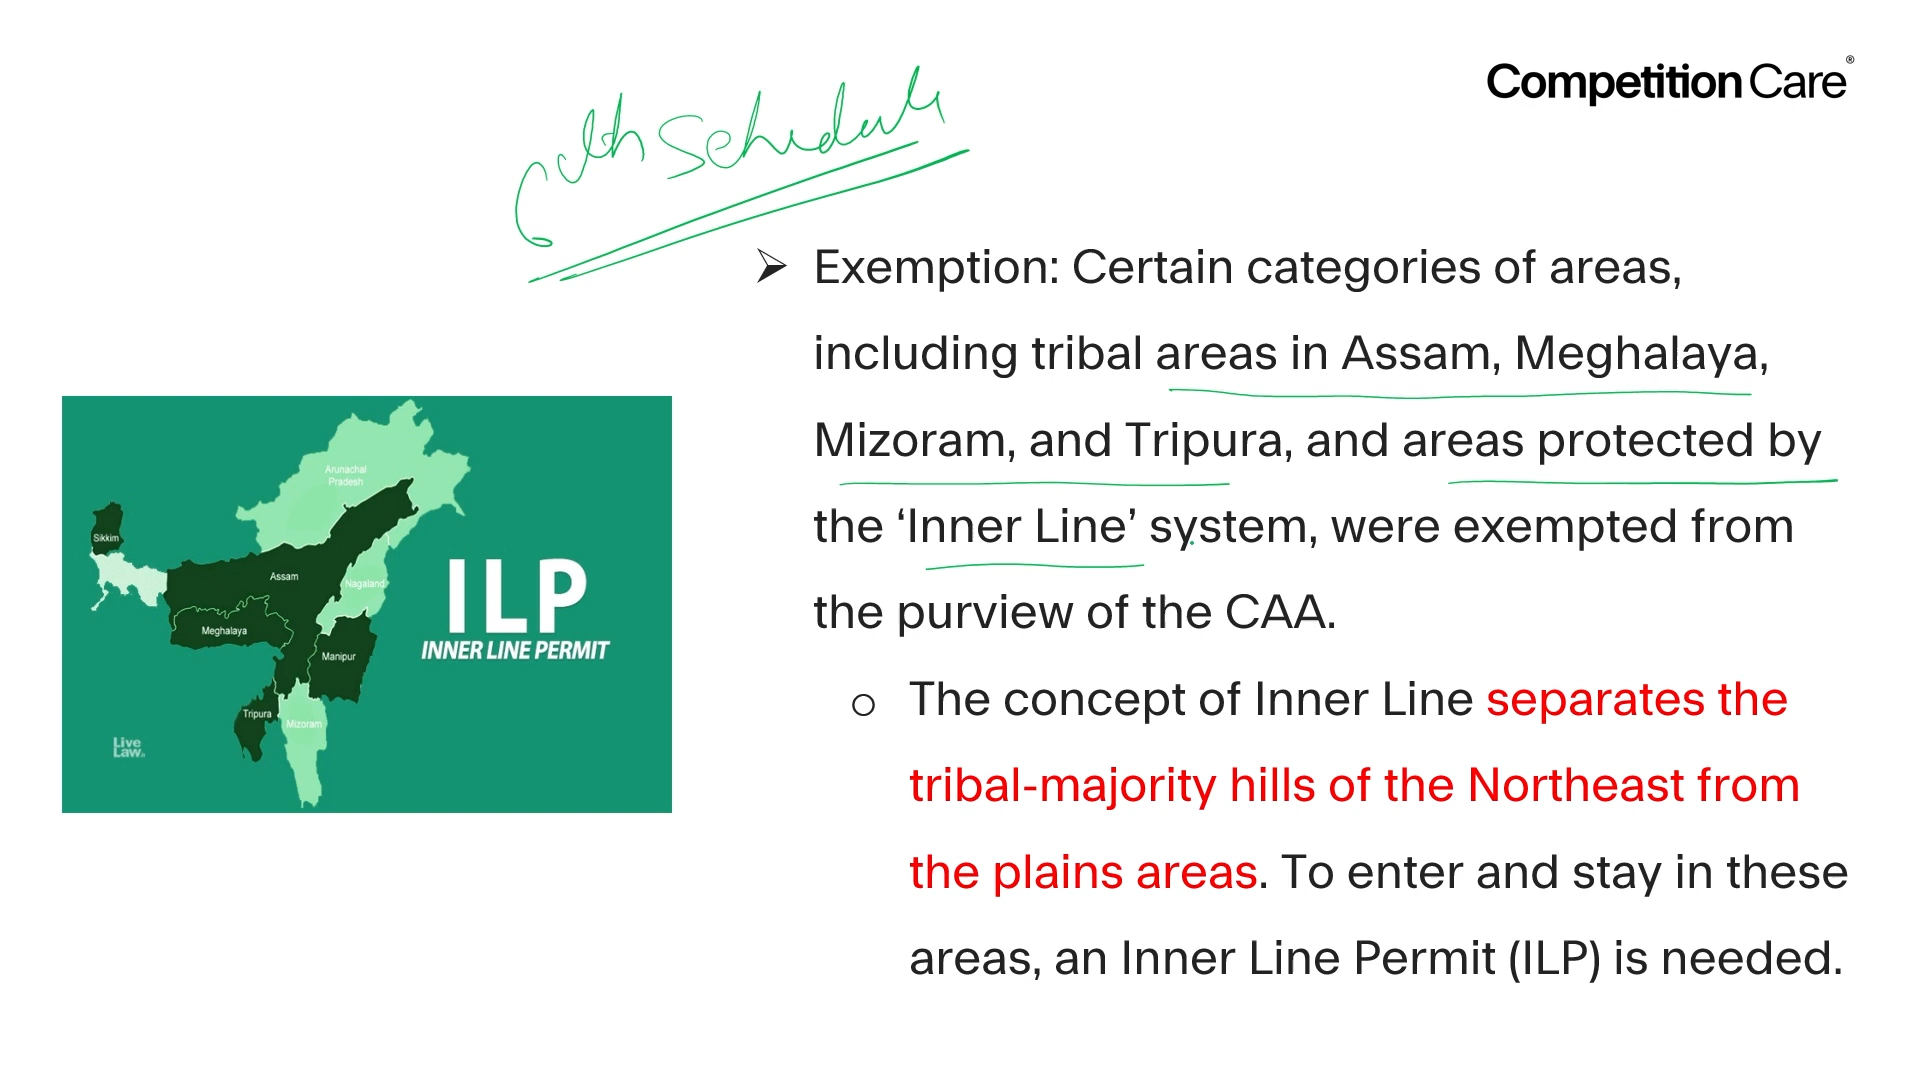 Competition Care®
6th Schedule
➢ Exemption: Certain categories of areas,
including tribal areas in Assam, Meghalaya,
Mizoram, and Tripura, and areas protected by
the ‘Inner Line’ system, were exempted from
the purview of the CAA.
○ The concept of Inner Line separates the
tribal-majority hills of the Northeast from
the plains areas. To enter and stay in these
areas, an Inner Line Permit (ILP) is needed.
Arunachal
Pradesh
Sikkim
Assam
Nagaland
Meghalaya
Manipur
Tripura
Mizoram
ILP
INNER LINE PERMIT
Live
Law.in